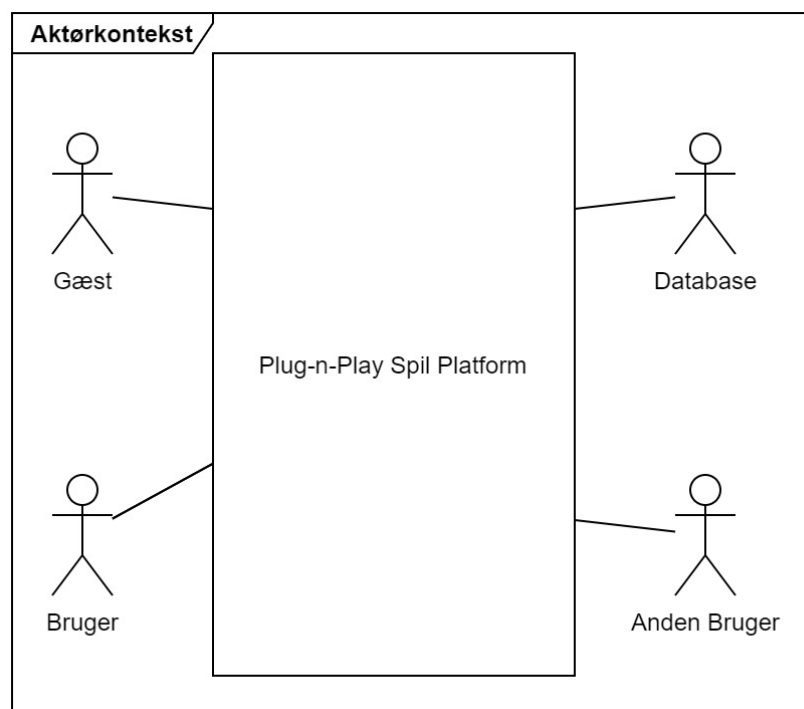 Aktørkontekst
Gæst
Database
Plug-n-Play Spil Platform
Bruger
Anden Bruger